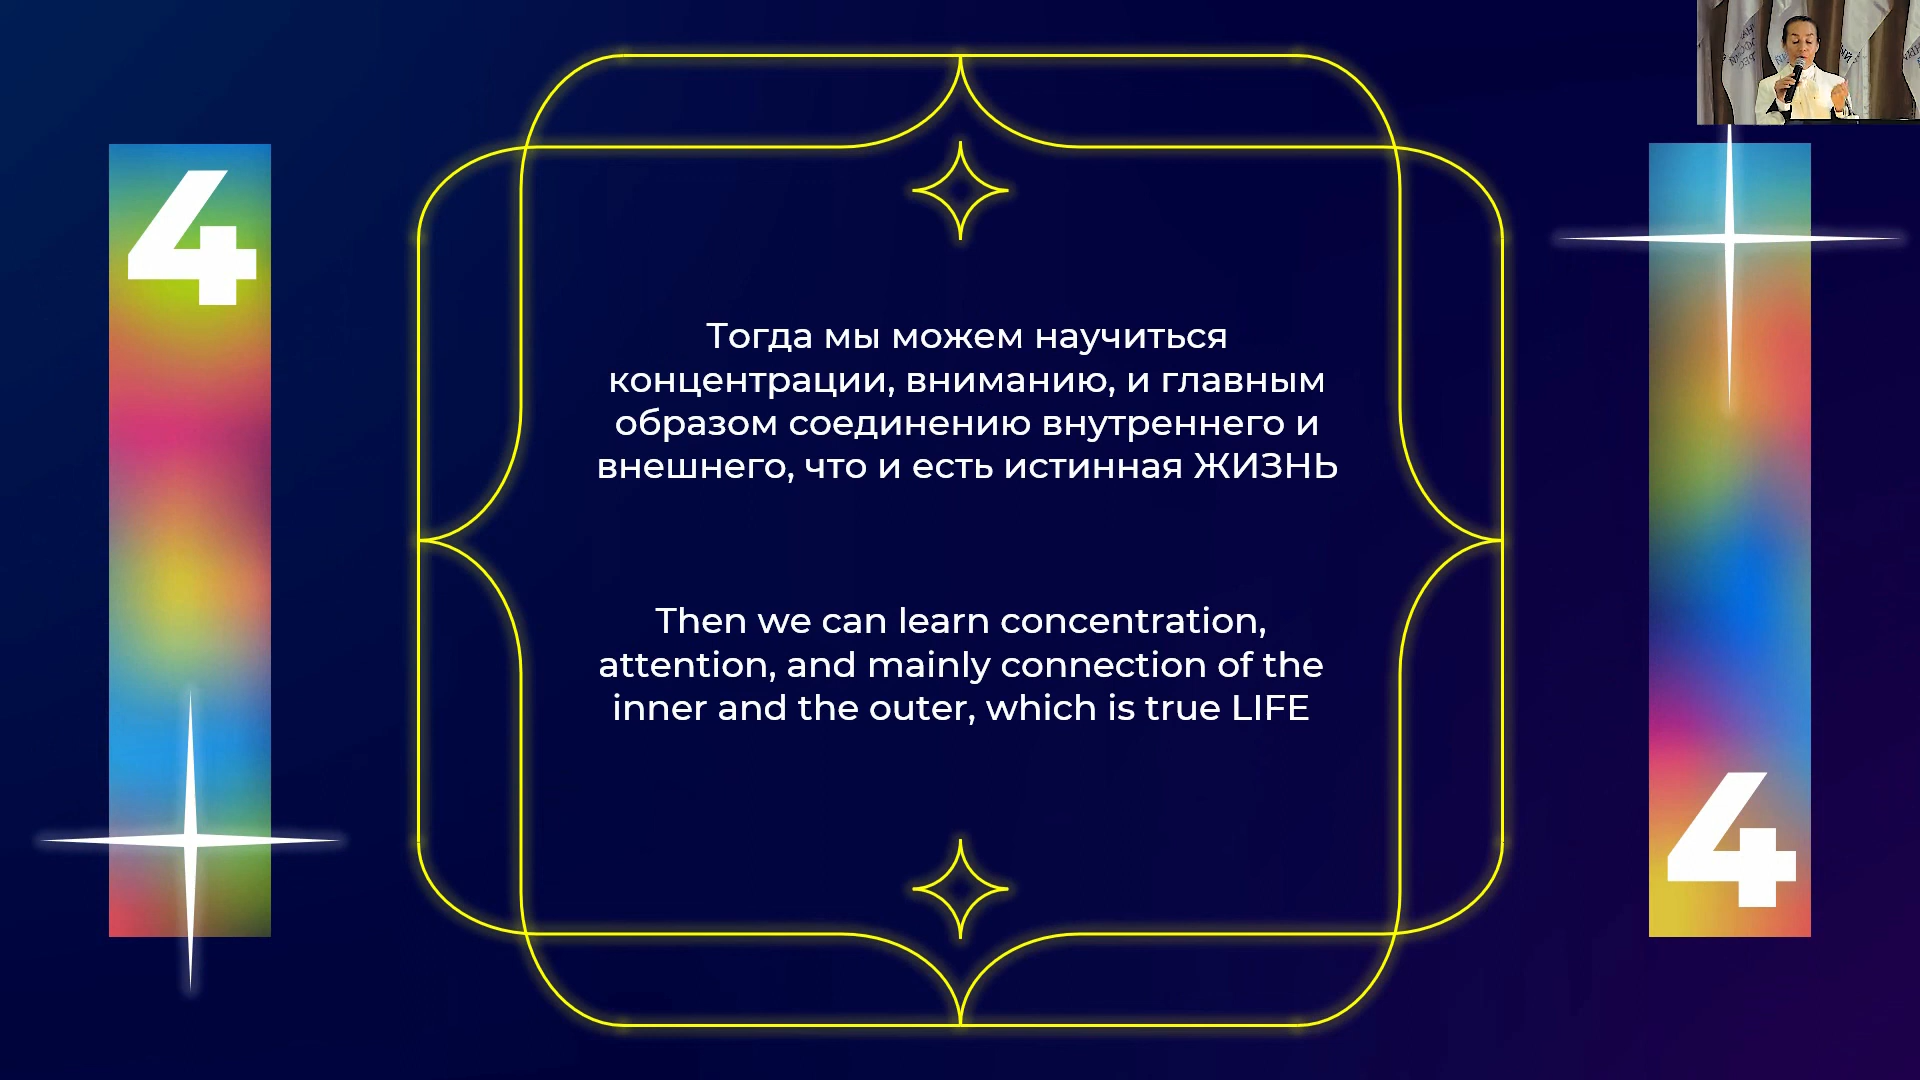 4
Тогда мы можем научиться
концентрации, вниманию, и главным
образом соединению внутреннего и
внешнего, что и есть истинная ЖИЗНЬ
Then we can learn concentration,
attention, and mainly connection of the
inner and the outer, which is true LIFE
4